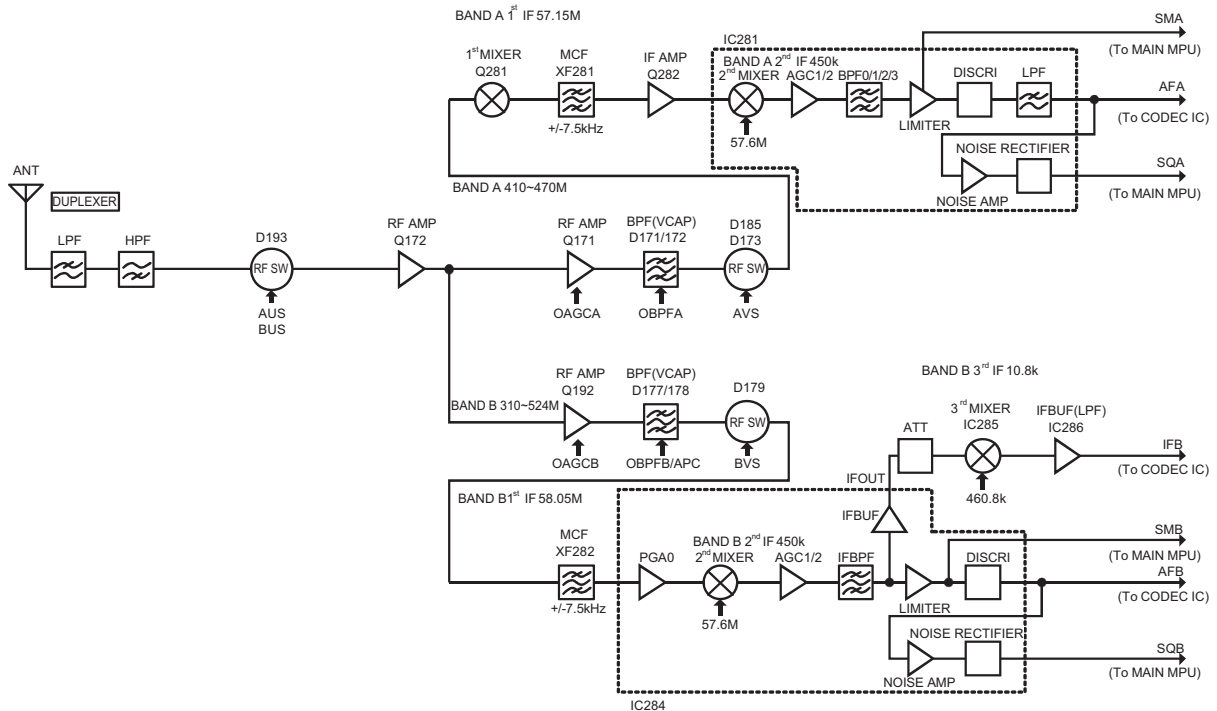 BAND A 1st IF 57.15M
1st MIXER
Q281
MCF
XF281
+/-7.5kHz
IF AMP
Q282
IC281
BAND A 2nd IF 450k
2nd MIXER
57.6M
AGC1/2
BPF0/1/2/3
LIMITER
DISCRI
LPF
SMA
(To MAIN MPU)
AFA
(To CODEC IC)
NOISE RECTIFIER
NOISE AMP
SQA
(To MAIN MPU)
BAND A 410~470M
ANT
DUPLEXER
LPF
HPF
D193
RF SW
AUS
BUS
RF AMP
Q172
RF AMP
Q171
OAGCA
BPF(VCAP)
D171/172
OBPFA
D185
D173
RF SW
AVS
BAND B 310~524M
RF AMP
Q192
OAGCB
BPF(VCAP)
D177/178
OBPFB/APC
D179
RF SW
BVS
BAND B 3rd IF 10.8k
ATT
3rd MIXER
IC285
460.8k
IFBUF(LPF)
IC286
IFB
(To CODEC IC)
IFOUT
IFBUF
BAND B1st IF 58.05M
MCF
XF282
+/-7.5kHz
PGA0
BAND B 2nd IF 450k
2nd MIXER
57.6M
AGC1/2
IFBPF
LIMITER
DISCRI
SMB
(To MAIN MPU)
AFB
(To CODEC IC)
NOISE RECTIFIER
NOISE AMP
SQB
(To MAIN MPU)
IC284